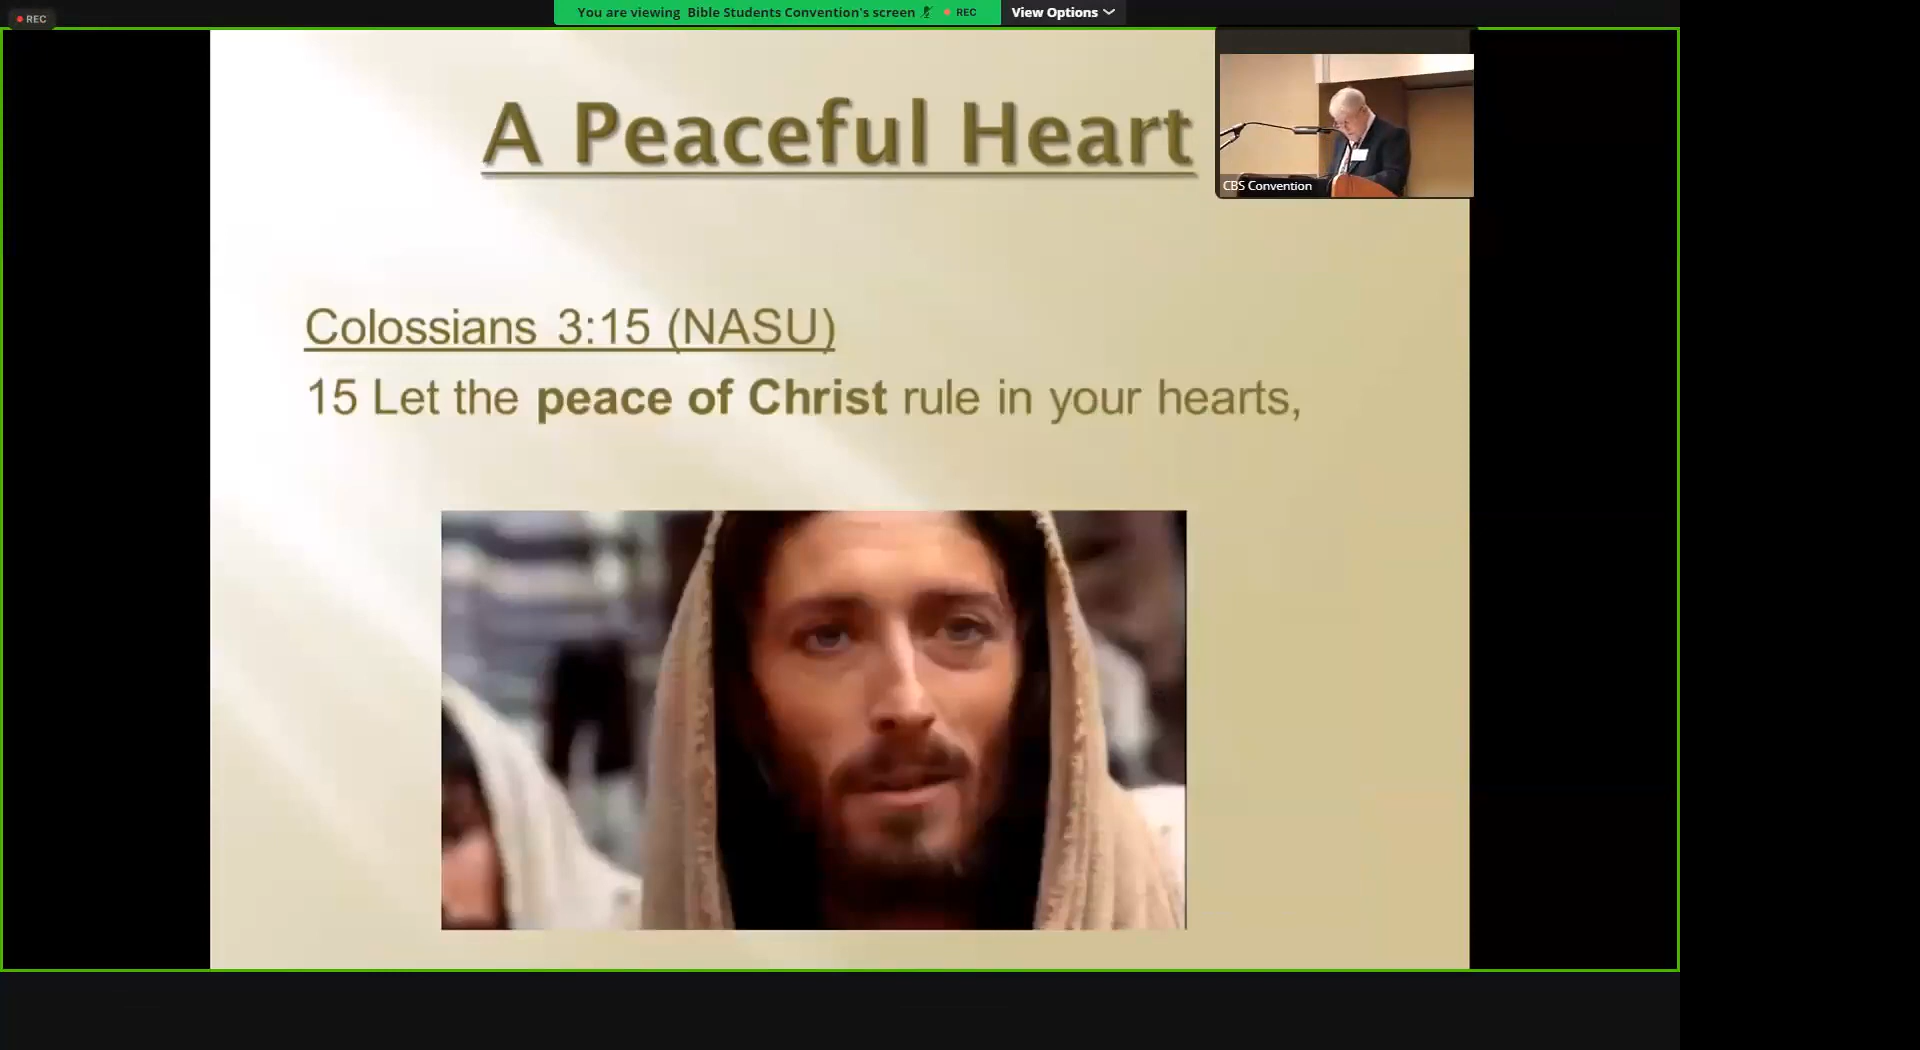 REC
You are viewing Bible Students Convention's screen
REC
View Options
A Peaceful Heart
CBS Convention
Colossians 3:15 (NASU)
15 Let the peace of Christ rule in your hearts,